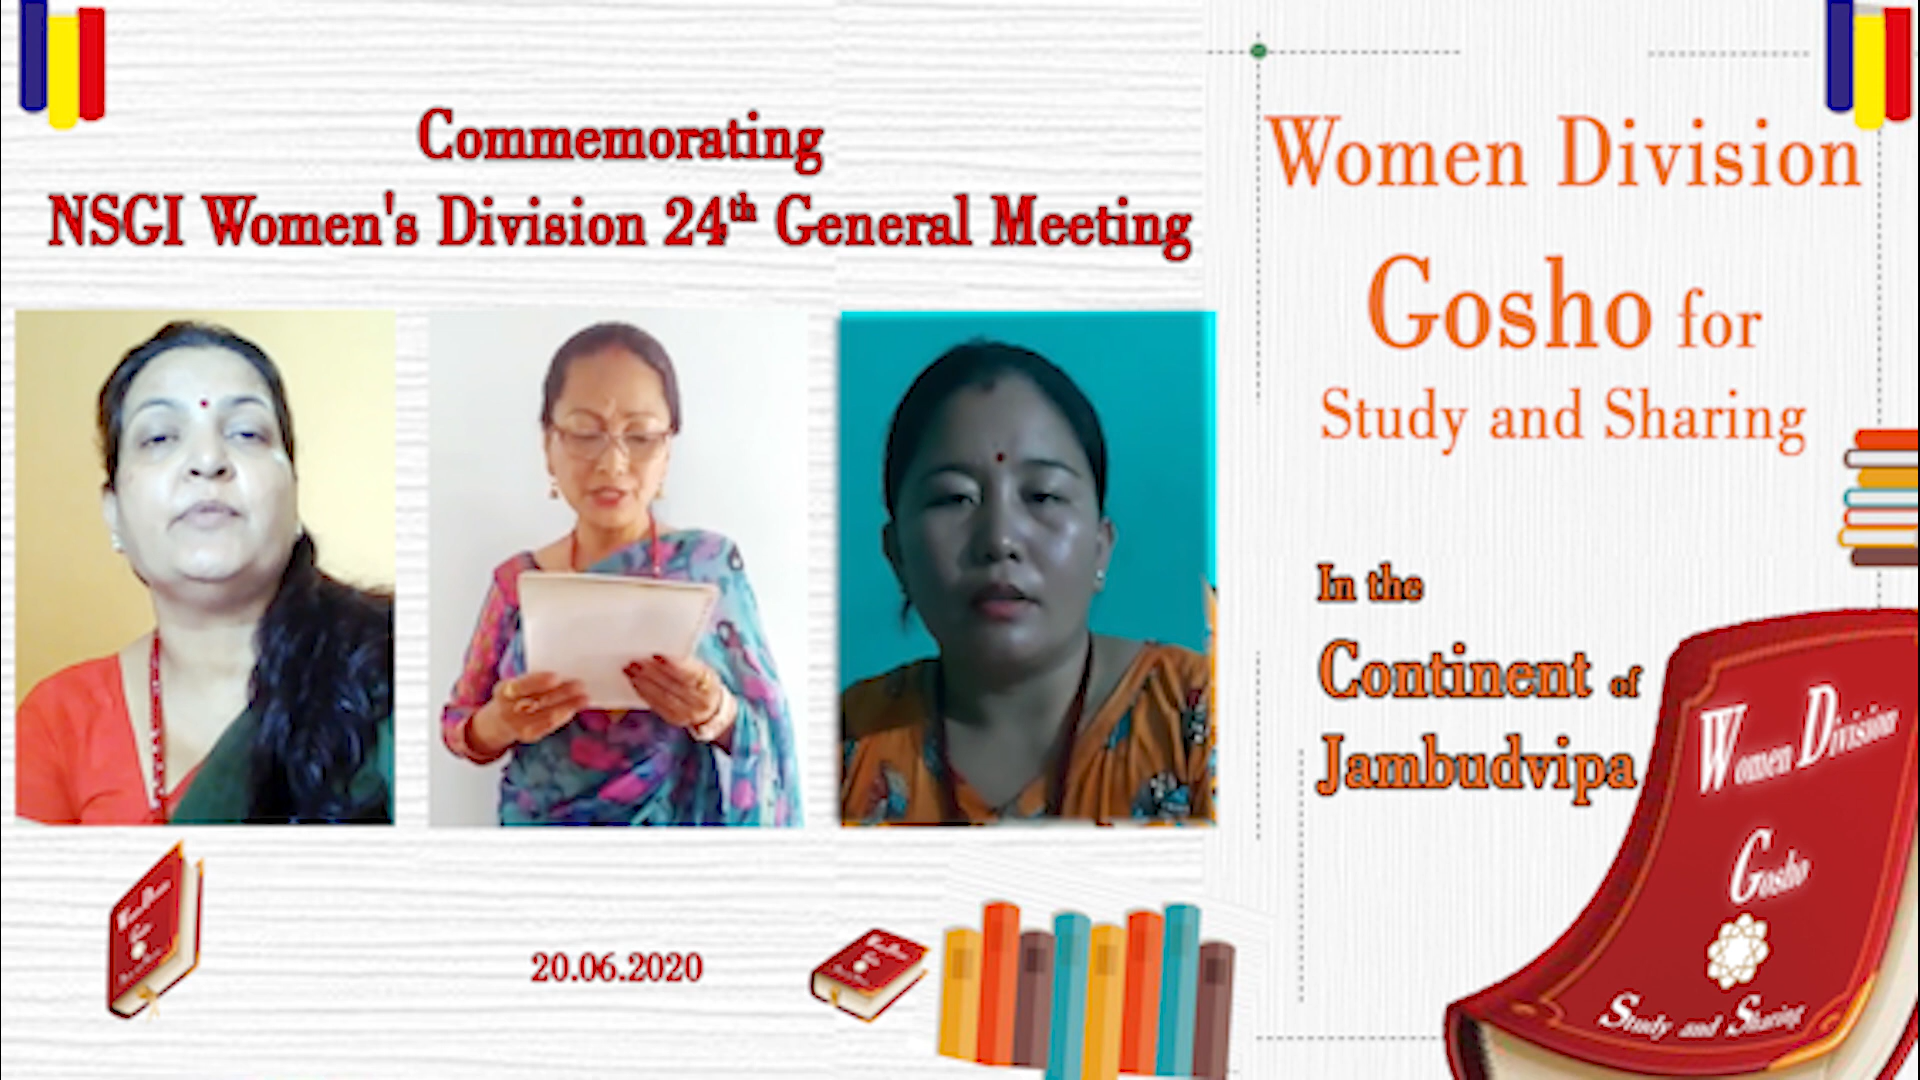 Commemorating
NSGI Women's Division 24th General Meeting
20.06.2020
Women Division
Gosho for
Study and Sharing
In the
Continent of
Jambudvipa
Women Division
Gosho
Study and Sharing